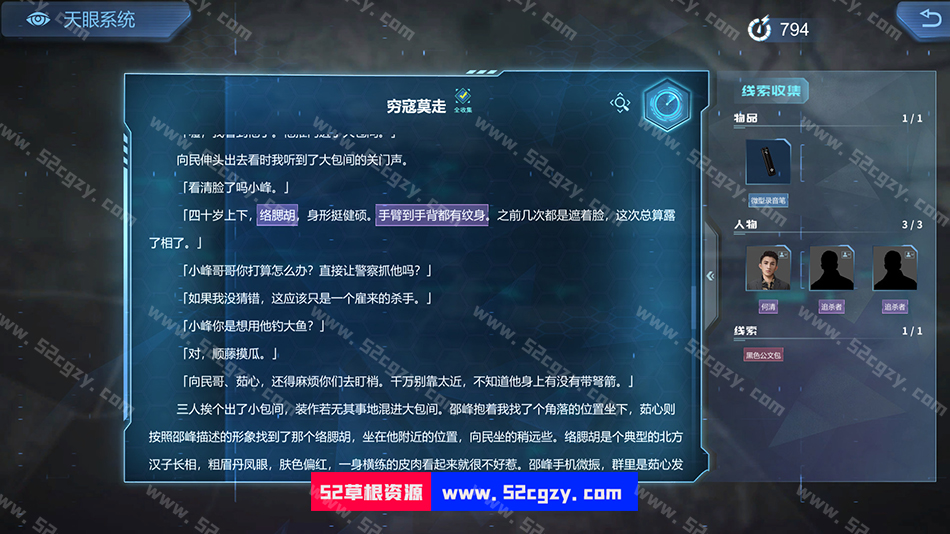 天眼系统
794
穷寇莫走
全收集
向民伸头出去看时我听到了大包间的关门声。
「看清脸了吗小峰。」
「四十岁上下，络腮胡，身形挺健硕。手臂到手背都有纹身。之前几次都是遮着脸，这次总算露
了相了。」
「小峰哥哥你打算怎么办？直接让警察抓他吗？」
「如果我没猜错，这应该只是一个雇来的杀手。」
「小峰你是想用他钓大鱼？」
「对，顺藤摸瓜。」
「向民哥、茹心，还得麻烦你们去盯梢。千万别靠太近，不知道他身上有没有带弩箭。」
三人挨个出了小包间，装作若无其事地混进大包间。邵峰抱着我找了个角落的位置坐下，茹心则
按照邵峰描述的形象找到了那个络腮胡，坐在他附近的位置，向民坐的稍远些。络腮胡是个典型的北方
汉子长相，粗眉丹凤眼，肤色偏红，一身横练的皮肉看起来就很不好惹。邵峰手机微振，群里是茹心发
线索收集
物品 1/1
微型录音笔
人物 3/3
何清 追杀者 追杀者
线索 1/1
黑色公文包
52草根资源 www.52cgzy.com